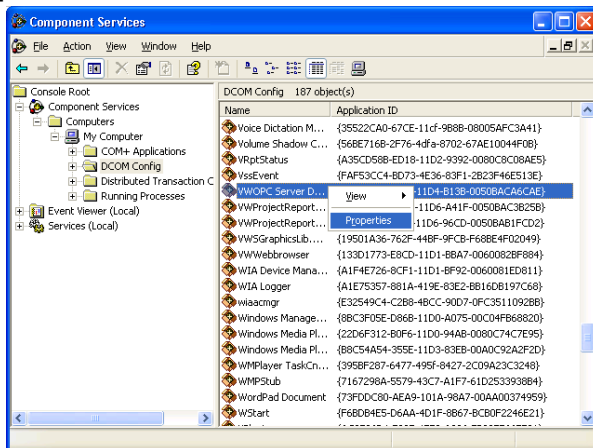 Component Services
File Action View Window Help
Console Root
Component Services
Computers
My Computer
COM+ Applications
DCOM Config
Distributed Transaction C
Running Processes
Event Viewer (Local)
Services (Local)
DCOM Config 187 object(s)
Name Application ID
Voice Dictation M... {35522CA0-67CE-11cf-9B8B-08005AFC3A41}
Volume Shadow C... {56BE716B-2F76-4dfa-8702-67AE10044F0B}
VRptStatus {A35CD58B-ED18-11D2-9392-0080C8C08AE5}
VssEvent {FAF53CC4-BD73-4E36-83F1-2B23F46E513E}
VWOPC Server D... -11D4-B13B-0050BACA6CAE}
VWProjectReport... -11D6-A41F-0050BAC3B25B}
VWProjectReport... -11D6-96CD-0050BAB1FCD2}
VWSGraphicsLib.... {19501A36-762F-44BF-9FCB-F68BE4F02049}
VWWebbrowser {133D1773-E8CD-11D1-BBA7-0060082BF884}
WIA Device Mana... {A1F4E726-8CF1-11D1-BF92-0060081ED811}
WIA Logger {A1E75357-881A-419E-83E2-BB16DB197C68}
wiaacmgr {E32549C4-C2B8-4BCC-90D7-0FC3511092BB}
Windows Manage... {8BC3F05E-D86B-11D0-A075-00C04FB68820}
Windows Media Pl... {22D6F312-B0F6-11D0-94AB-0080C74C7E95}
Windows Media Pl... {B8C54A54-355E-11D3-83EB-00A0C92A2F2D}
WMPlayer TaskCn... {395BF287-6477-495F-8427-2C09A23C3248}
WMPStub {7167298A-5579-43C7-A1F7-61D2533938B4}
WordPad Document {73FDDC80-AEA9-101A-98A7-00AA00374959}
WStart {F6BDB4E5-D6AA-4D1F-8B67-BCB0F2246E21}
View
Properties